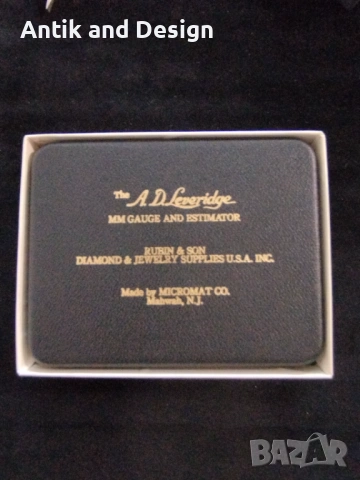 Antik and Design
The A.D. Leveridge
MM GAUGE AND ESTIMATOR
RUBIN & SON
DIAMOND & JEWELRY SUPPLIES U.S.A. INC.
Made by MICROMAT CO.
Mahwah, N.J.
BAZAR